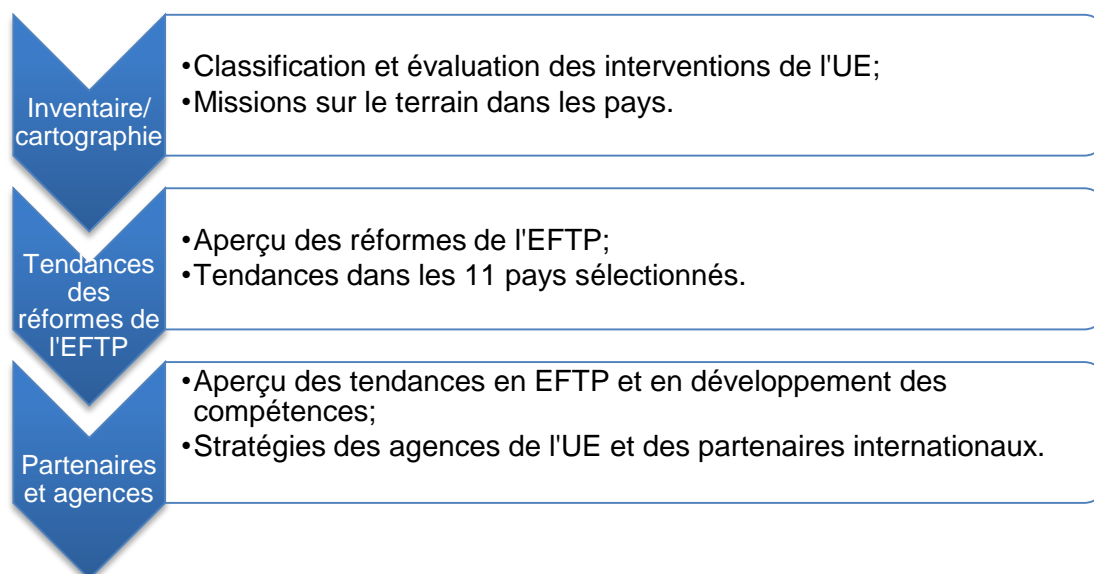 Inventaire/
cartographie
•Classification et évaluation des interventions de l'UE;
•Missions sur le terrain dans les pays.
Tendances
des
réformes de
l'EFTP
•Aperçu des réformes de l'EFTP;
•Tendances dans les 11 pays sélectionnés.
Partenaires
et agences
•Aperçu des tendances en EFTP et en développement des
compétences;
•Stratégies des agences de l'UE et des partenaires internationaux.